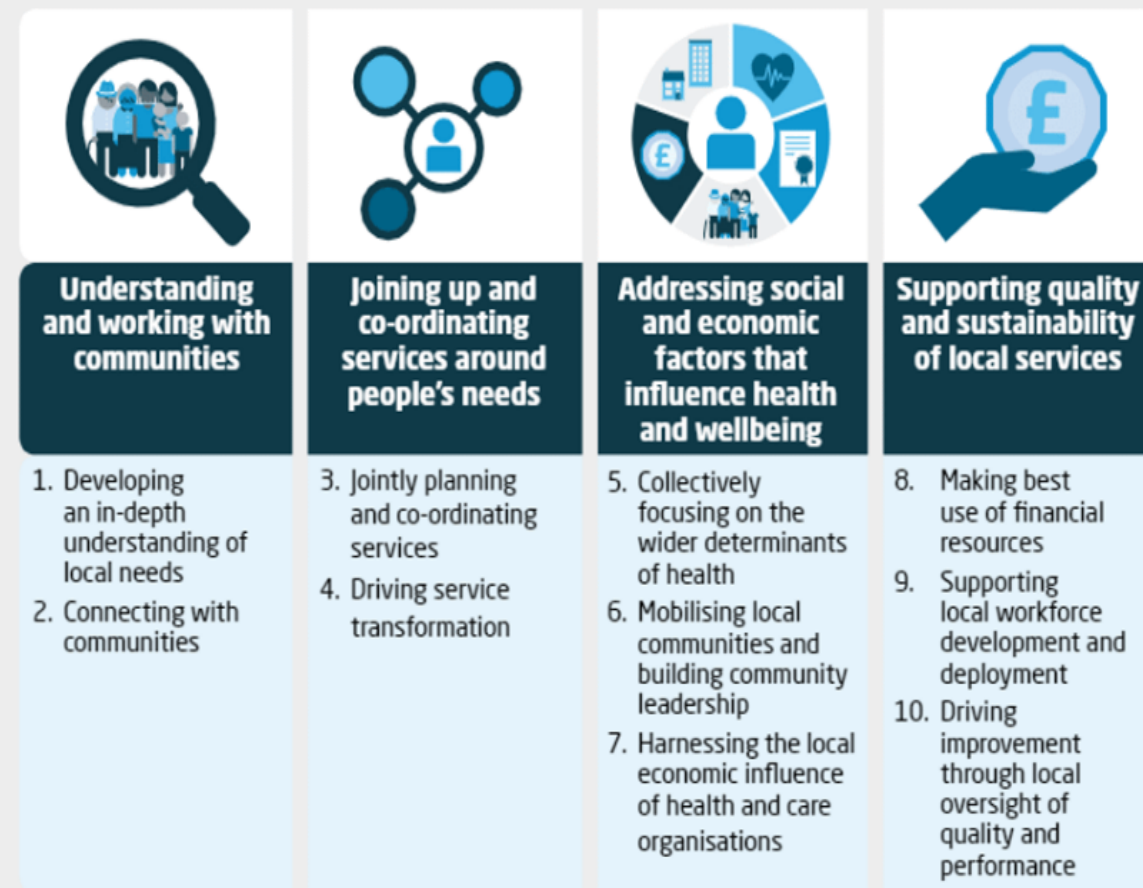 £
£
Understanding
and working with
communities
Joining up and
co-ordinating
services around
people's needs
Addressing social
and economic
factors that
influence health
and wellbeing
Supporting quality
and sustainability
of local services
1. Developing
an in-depth
understanding of
local needs
2. Connecting with
communities
3. Jointly planning
and co-ordinating
services
4. Driving service
transformation
5. Collectively
focusing on the
wider determinants
of health
6. Mobilising local
communities and
building community
leadership
7. Harnessing the local
economic influence
of health and care
organisations
8. Making best
use of financial
resources
9. Supporting
local workforce
development and
deployment
10. Driving
improvement
through local
oversight of
quality and
performance